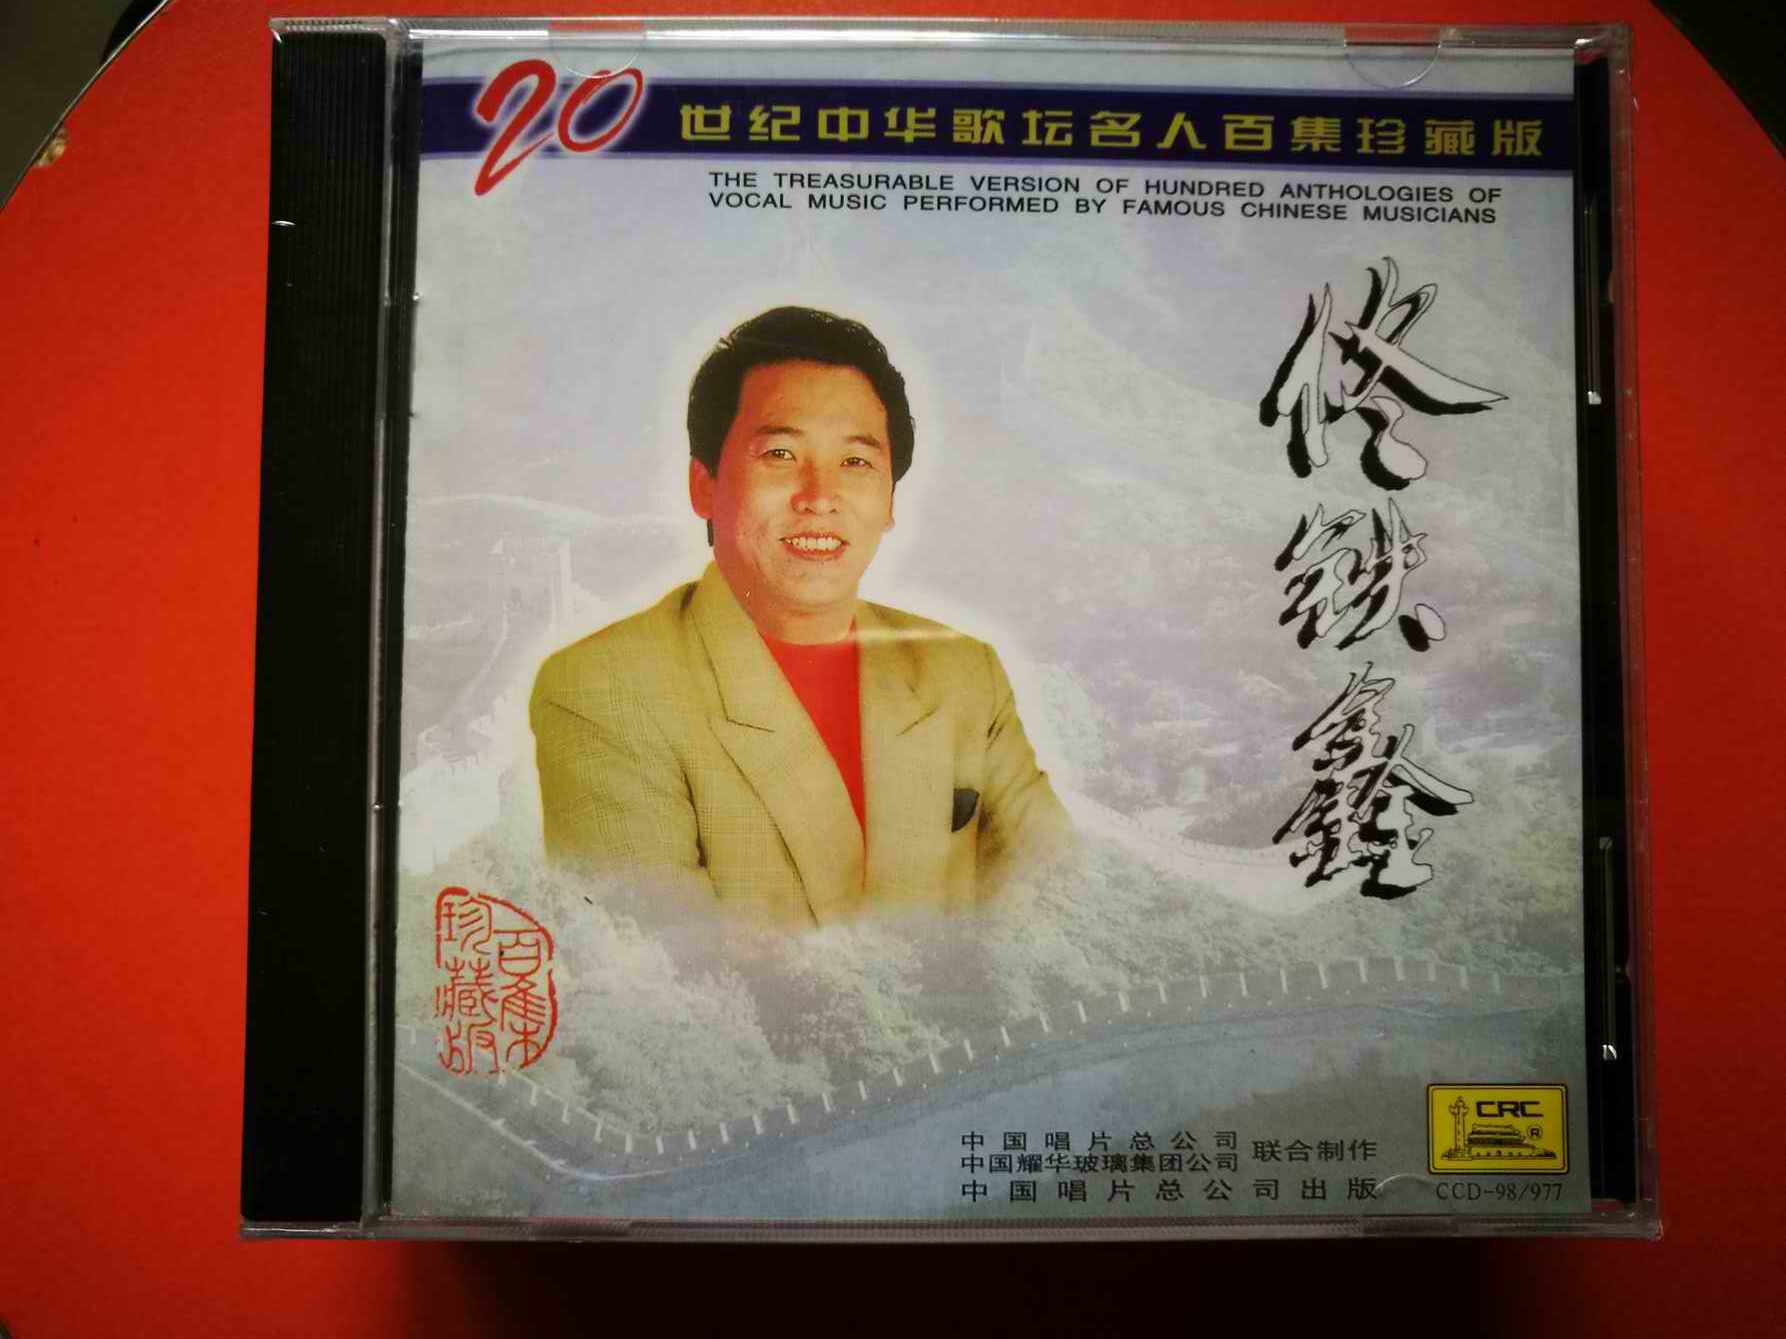 20世纪中华歌坛名人百集珍藏版
THE TREASURABLE VERSION OF HUNDRED ANTHOLOGIES OF
VOCAL MUSIC PERFORMED BY FAMOUS CHINESE MUSICIANS
佟铁鑫
百集
珍藏版
中国唱片总公司
中国耀华玻璃集团公司
联合制作
中国唱片总公司出版
CRC
®
CCD-98/977